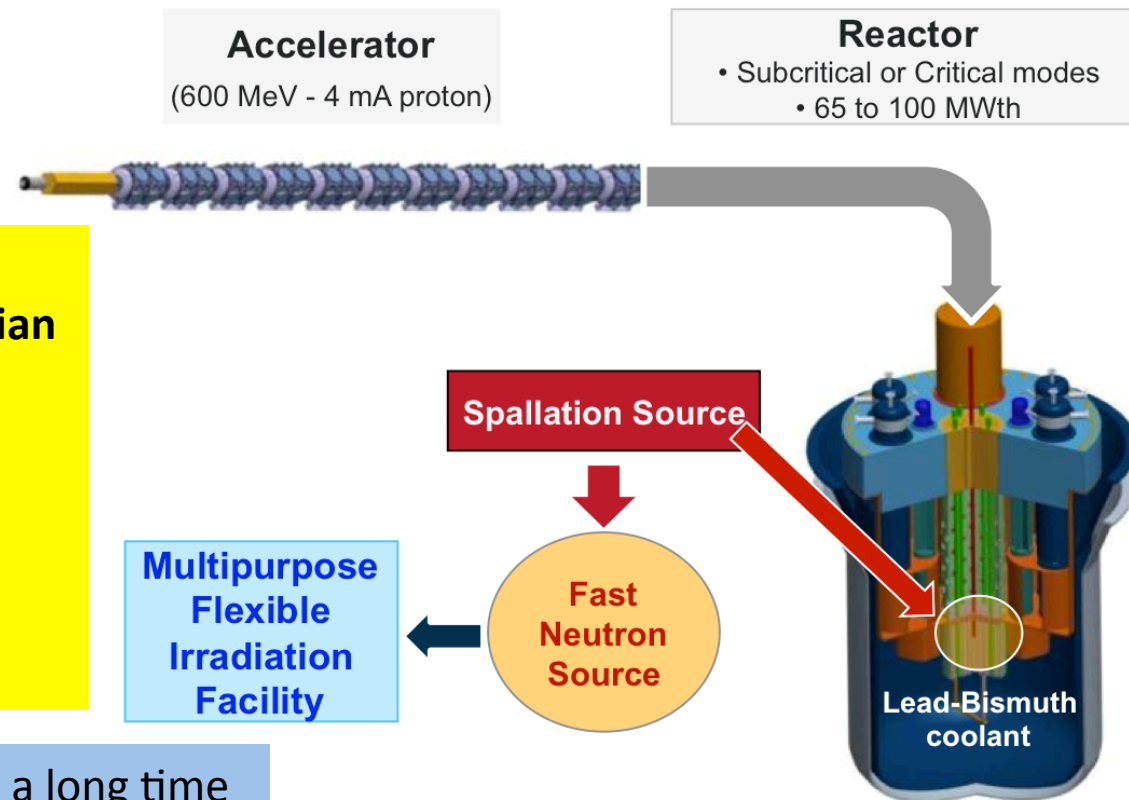 Accelerator
(600 MeV - 4 mA proton)
Reactor
• Subcritical or Critical modes
• 65 to 100 MWth
ian
Spallation Source
Multipurpose
Flexible
Irradiation
Facility
Fast
Neutron
Source
Lead-Bismuth
coolant
a long time